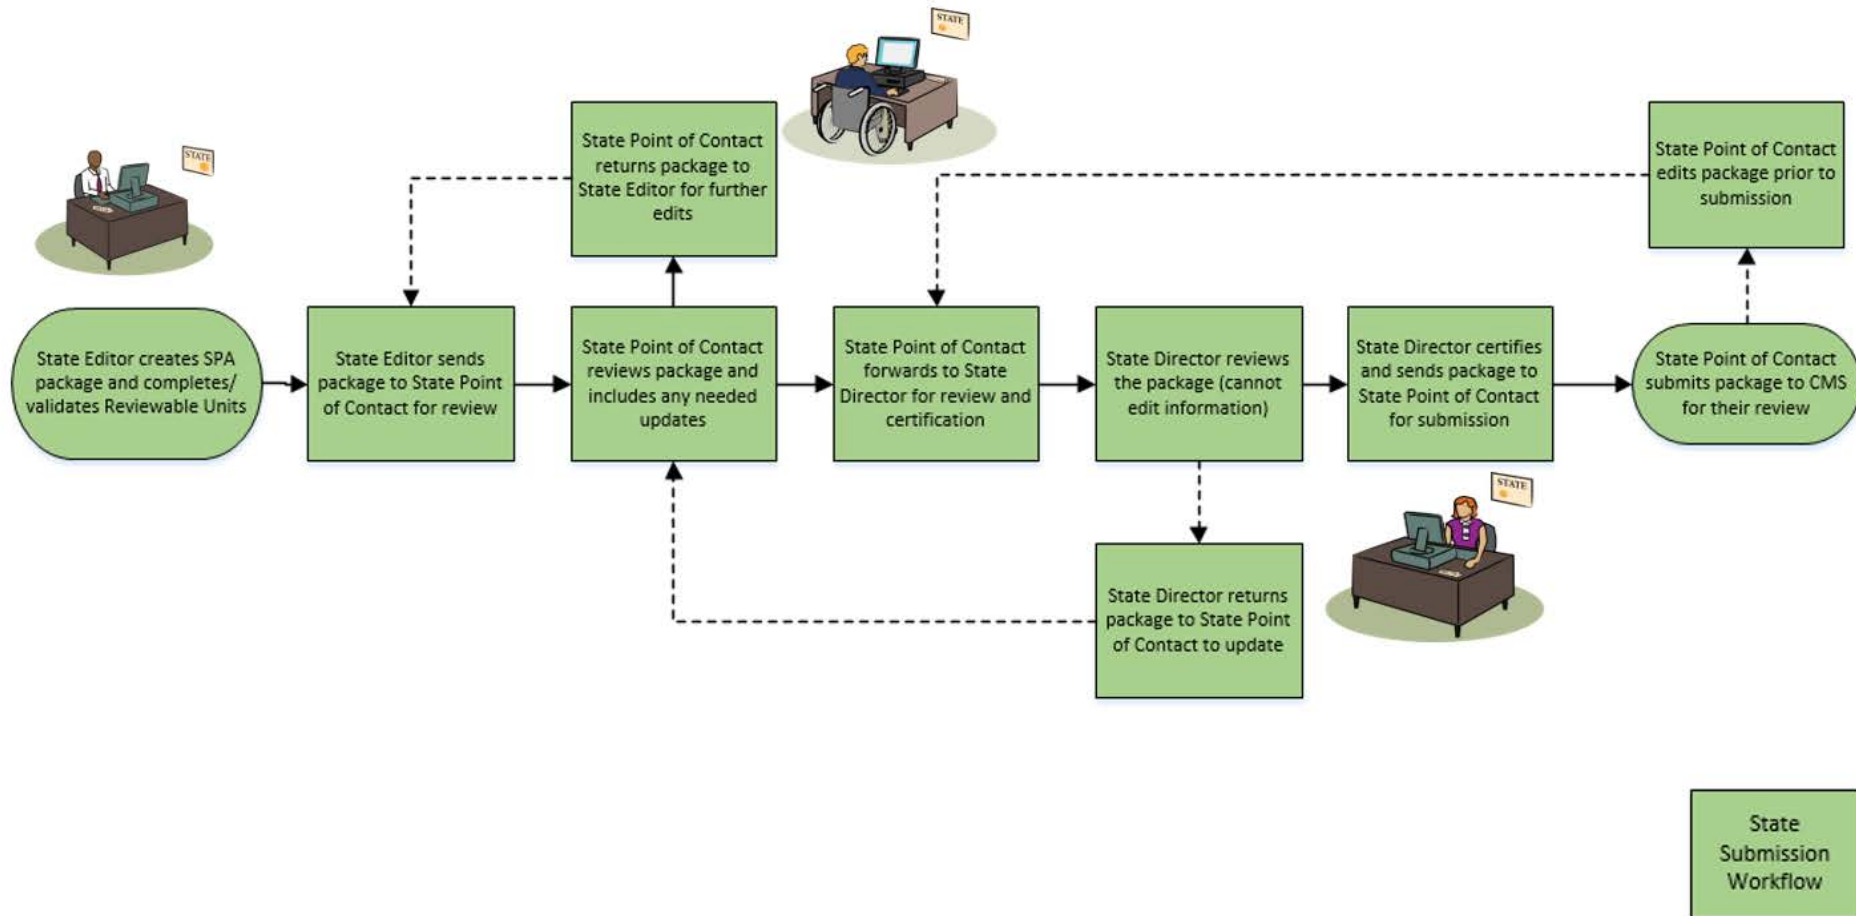 STATE
STATE
State Point of Contact
returns package to
State Editor for further
edits
State Point of Contact
edits package prior to
submission
State Editor creates SPA
package and completes/
validates Reviewable Units
State Editor sends
package to State Point
of Contact for review
State Point of Contact
reviews package and
includes any needed
updates
State Point of Contact
forwards to State
Director for review and
certification
State Director reviews
the package (cannot
edit information)
State Director certifies
and sends package to
State Point of Contact
for submission
State Point of Contact
submits package to CMS
for their review
STATE
State Director returns
package to State Point
of Contact to update
State
Submission
Workflow